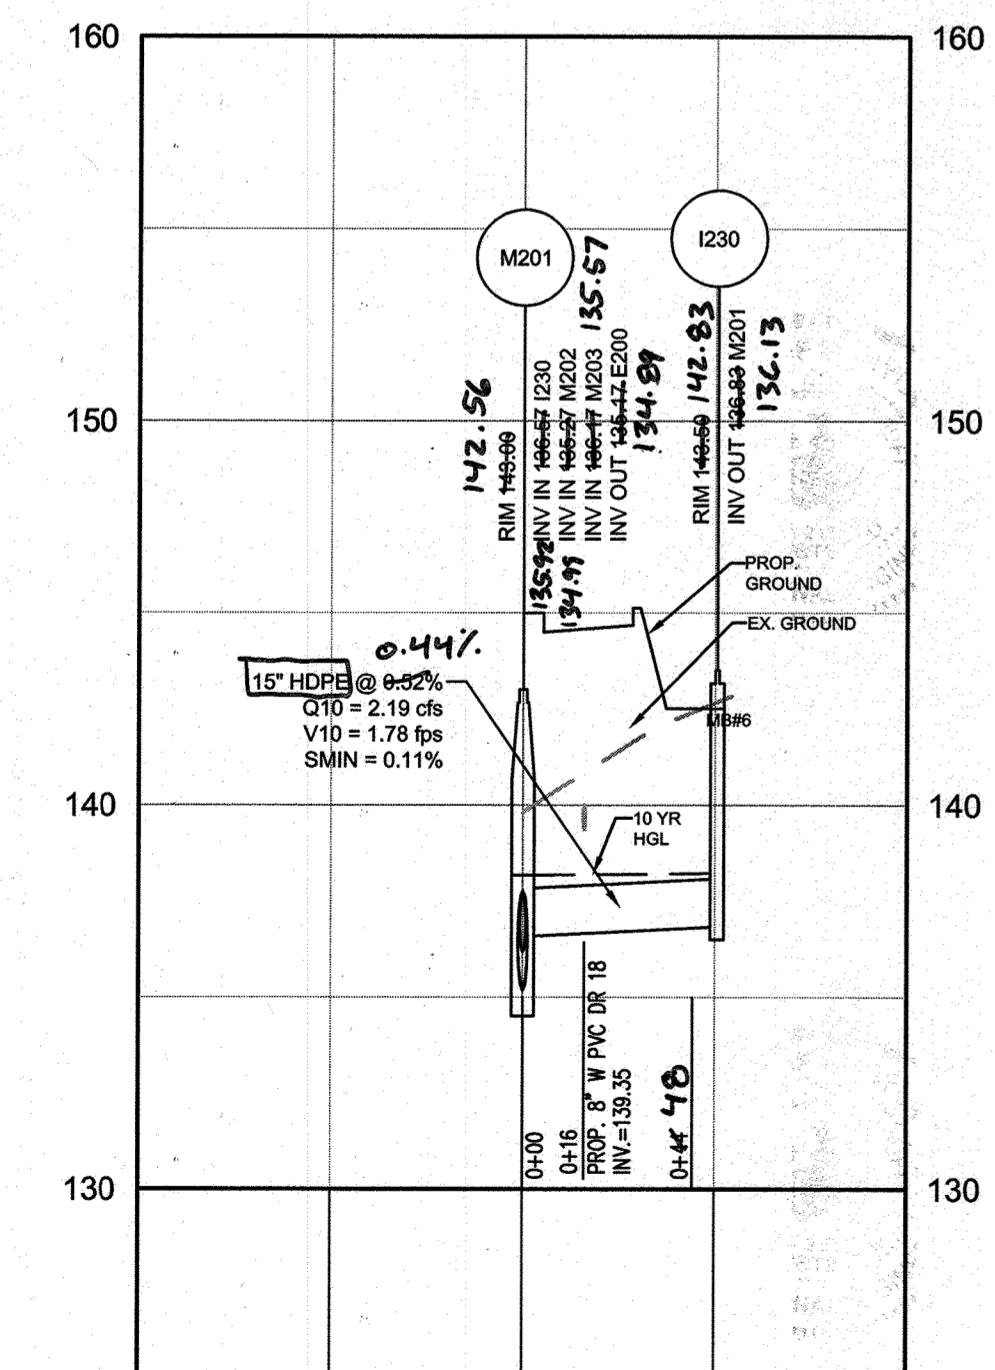 160 160
M201 I230
142.56
RIM 143.00
INV IN 136.57 I230
135.92
INV IN 135.27 M202
134.99
INV IN 136.17 M203
135.57
INV OUT 135.17 E200
134.89
RIM 143.50
142.83
INV OUT 136.80 M201
136.13
150 150
PROP.
GROUND
EX. GROUND
0.44%
15" HDPE @ 0.52%
Q10 = 2.19 cfs
V10 = 1.78 fps
SMIN = 0.11%
MB#6
140 140
10 YR
HGL
0+00
0+16
PROP. 8" W PVC DR 18
INV.=139.35
0+44 48
130 130